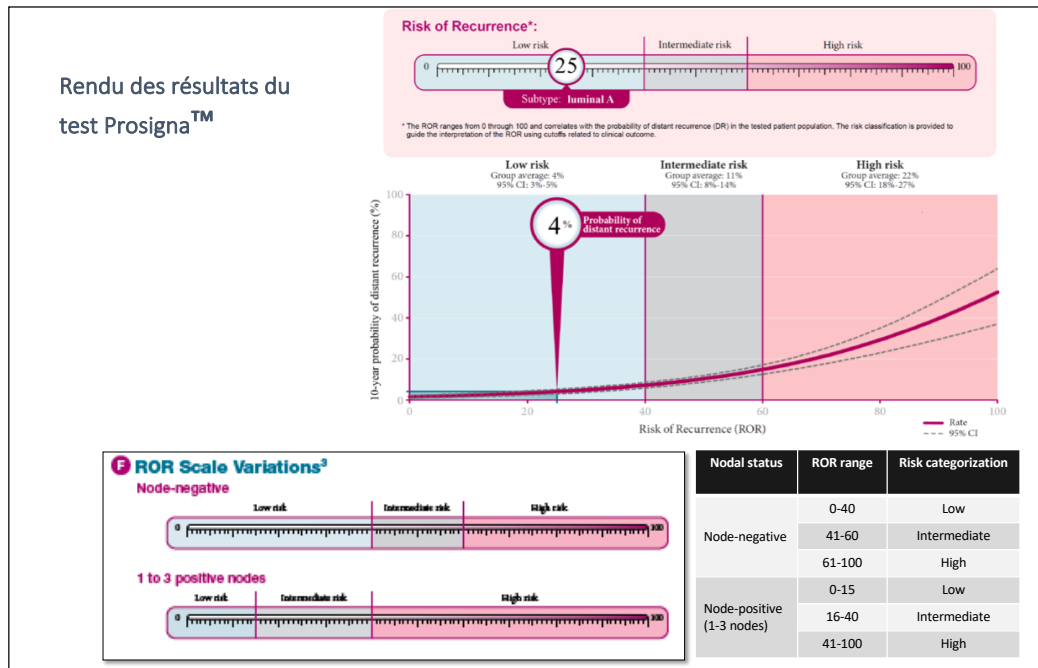 Rendu des résultats du
test Prosigna™
Risk of Recurrence*:
Low risk
Intermediate risk
High risk
0
25
100
Subtype: luminal A
* The ROR ranges from 0 through 100 and correlates with the probability of distant recurrence (DR) in the tested patient population. The risk classification is provided to
guide the interpretation of the ROR using cutoffs related to clinical outcome.
Low risk
Group average: 4%
95% CI: 3%-5%
Intermediate risk
Group average: 11%
95% CI: 8%-14%
High risk
Group average: 22%
95% CI: 18%-27%
10-year probability of distant recurrence (%)
100
80
60
40
20
0
4%
Probability of
distant recurrence
0
20
40
60
80
100
Risk of Recurrence (ROR)
Rate
95% CI
F ROR Scale Variations³
Node-negative
Low risk
Intermediate risk
High risk
0
100
1 to 3 positive nodes
Low risk
Intermediate risk
High risk
0
100
Nodal status ROR range Risk categorization
Node-negative
0-40 Low
41-60 Intermediate
61-100 High
Node-positive
(1-3 nodes)
0-15 Low
16-40 Intermediate
41-100 High